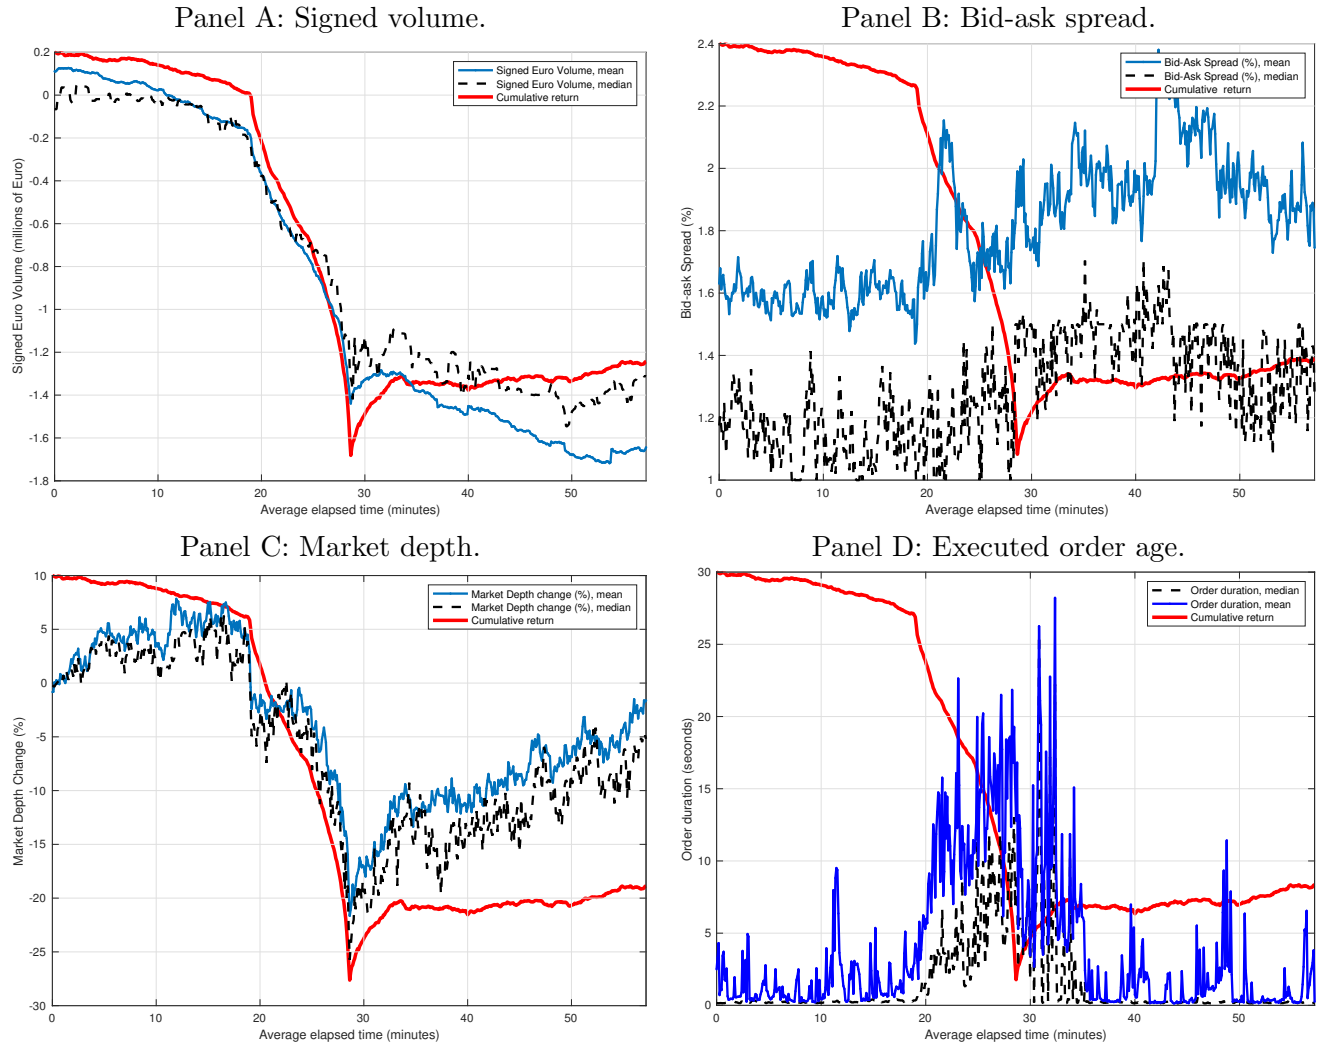 Panel A: Signed volume.
Signed Euro Volume (millions of Euro)
0.2
0
-0.2
-0.4
-0.6
-0.8
-1
-1.2
-1.4
-1.6
-1.8
Signed Euro Volume, mean
Signed Euro Volume, median
Cumulative return
0 10 20 30 40 50
Average elapsed time (minutes)
Panel B: Bid-ask spread.
Bid-ask Spread (%)
2.4
2.2
2
1.8
1.6
1.4
1.2
1
Bid-Ask Spread (%), mean
Bid-Ask Spread (%), median
Cumulative return
0 10 20 30 40 50
Average elapsed time (minutes)
Panel C: Market depth.
Market Depth Change (%)
10
5
0
-5
-10
-15
-20
-25
-30
Market Depth change (%), mean
Market Depth change (%), median
Cumulative return
0 10 20 30 40 50
Average elapsed time (minutes)
Panel D: Executed order age.
Order duration (seconds)
30
25
20
15
10
5
0
Order duration, median
Order duration, mean
Cumulative return
0 10 20 30 40 50
Average elapsed time (minutes)